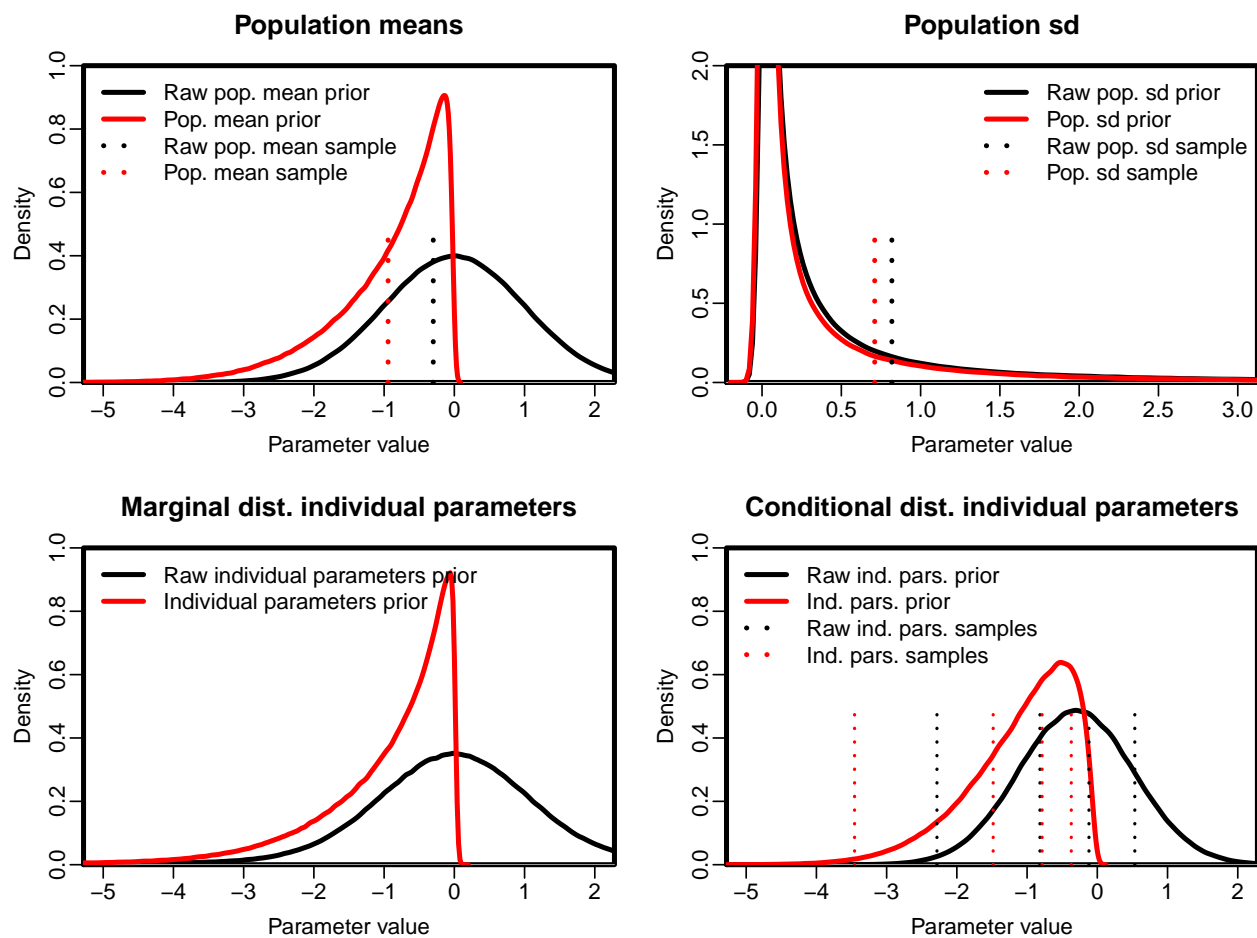 Population means
1.0
0.8
0.6
0.4
0.2
0.0
Density
Raw pop. mean prior
Pop. mean prior
Raw pop. mean sample
Pop. mean sample
−5 −4 −3 −2 −1 0 1 2
Parameter value
Population sd
2.0
1.5
1.0
0.5
0.0
Density
Raw pop. sd prior
Pop. sd prior
Raw pop. sd sample
Pop. sd sample
0.0 0.5 1.0 1.5 2.0 2.5 3.0
Parameter value
Marginal dist. individual parameters
1.0
0.8
0.6
0.4
0.2
0.0
Density
Raw individual parameters prior
Individual parameters prior
−5 −4 −3 −2 −1 0 1 2
Parameter value
Conditional dist. individual parameters
1.0
0.8
0.6
0.4
0.2
0.0
Density
Raw ind. pars. prior
Ind. pars. prior
Raw ind. pars. samples
Ind. pars. samples
−5 −4 −3 −2 −1 0 1 2
Parameter value